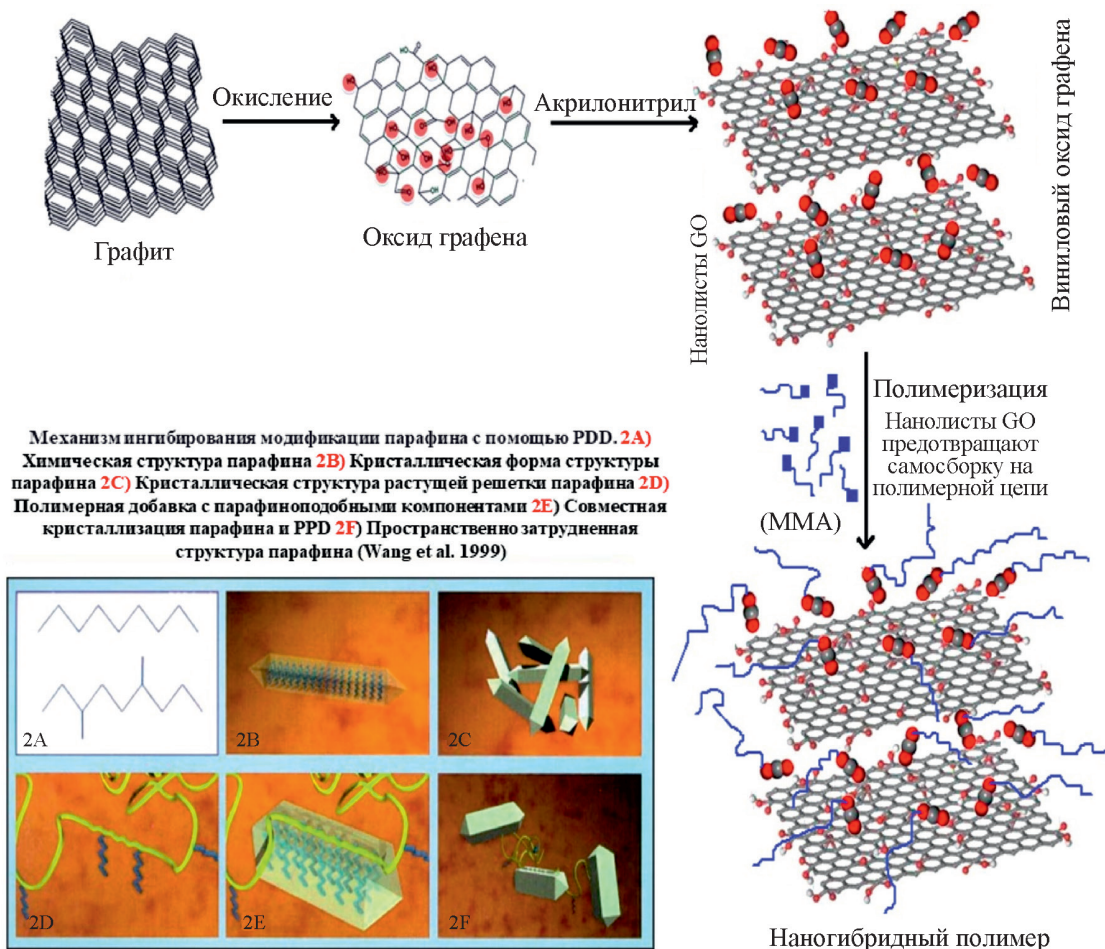 Окисление
Акрилонитрил
Графит
Оксид графена
Нанолисты GO
Виниловый оксид графена
Полимеризация
Нанолисты GO
предотвращают
самосборку на
полимерной цепи
(MMA)
Механизм ингибирования модификации парафина с помощью PDD. 2A)
Химическая структура парафина 2B) Кристаллическая форма структуры
парафина 2C) Кристаллическая структура растущей решетки парафина 2D)
Полимерная добавка с парафиноподобными компонентами 2E) Совместная
кристаллизация парафина и PPD 2F) Пространственно затрудненная
структура парафина (Wang et al. 1999)
2A
2B
2C
2D
2E
2F
Наногибридный полимер